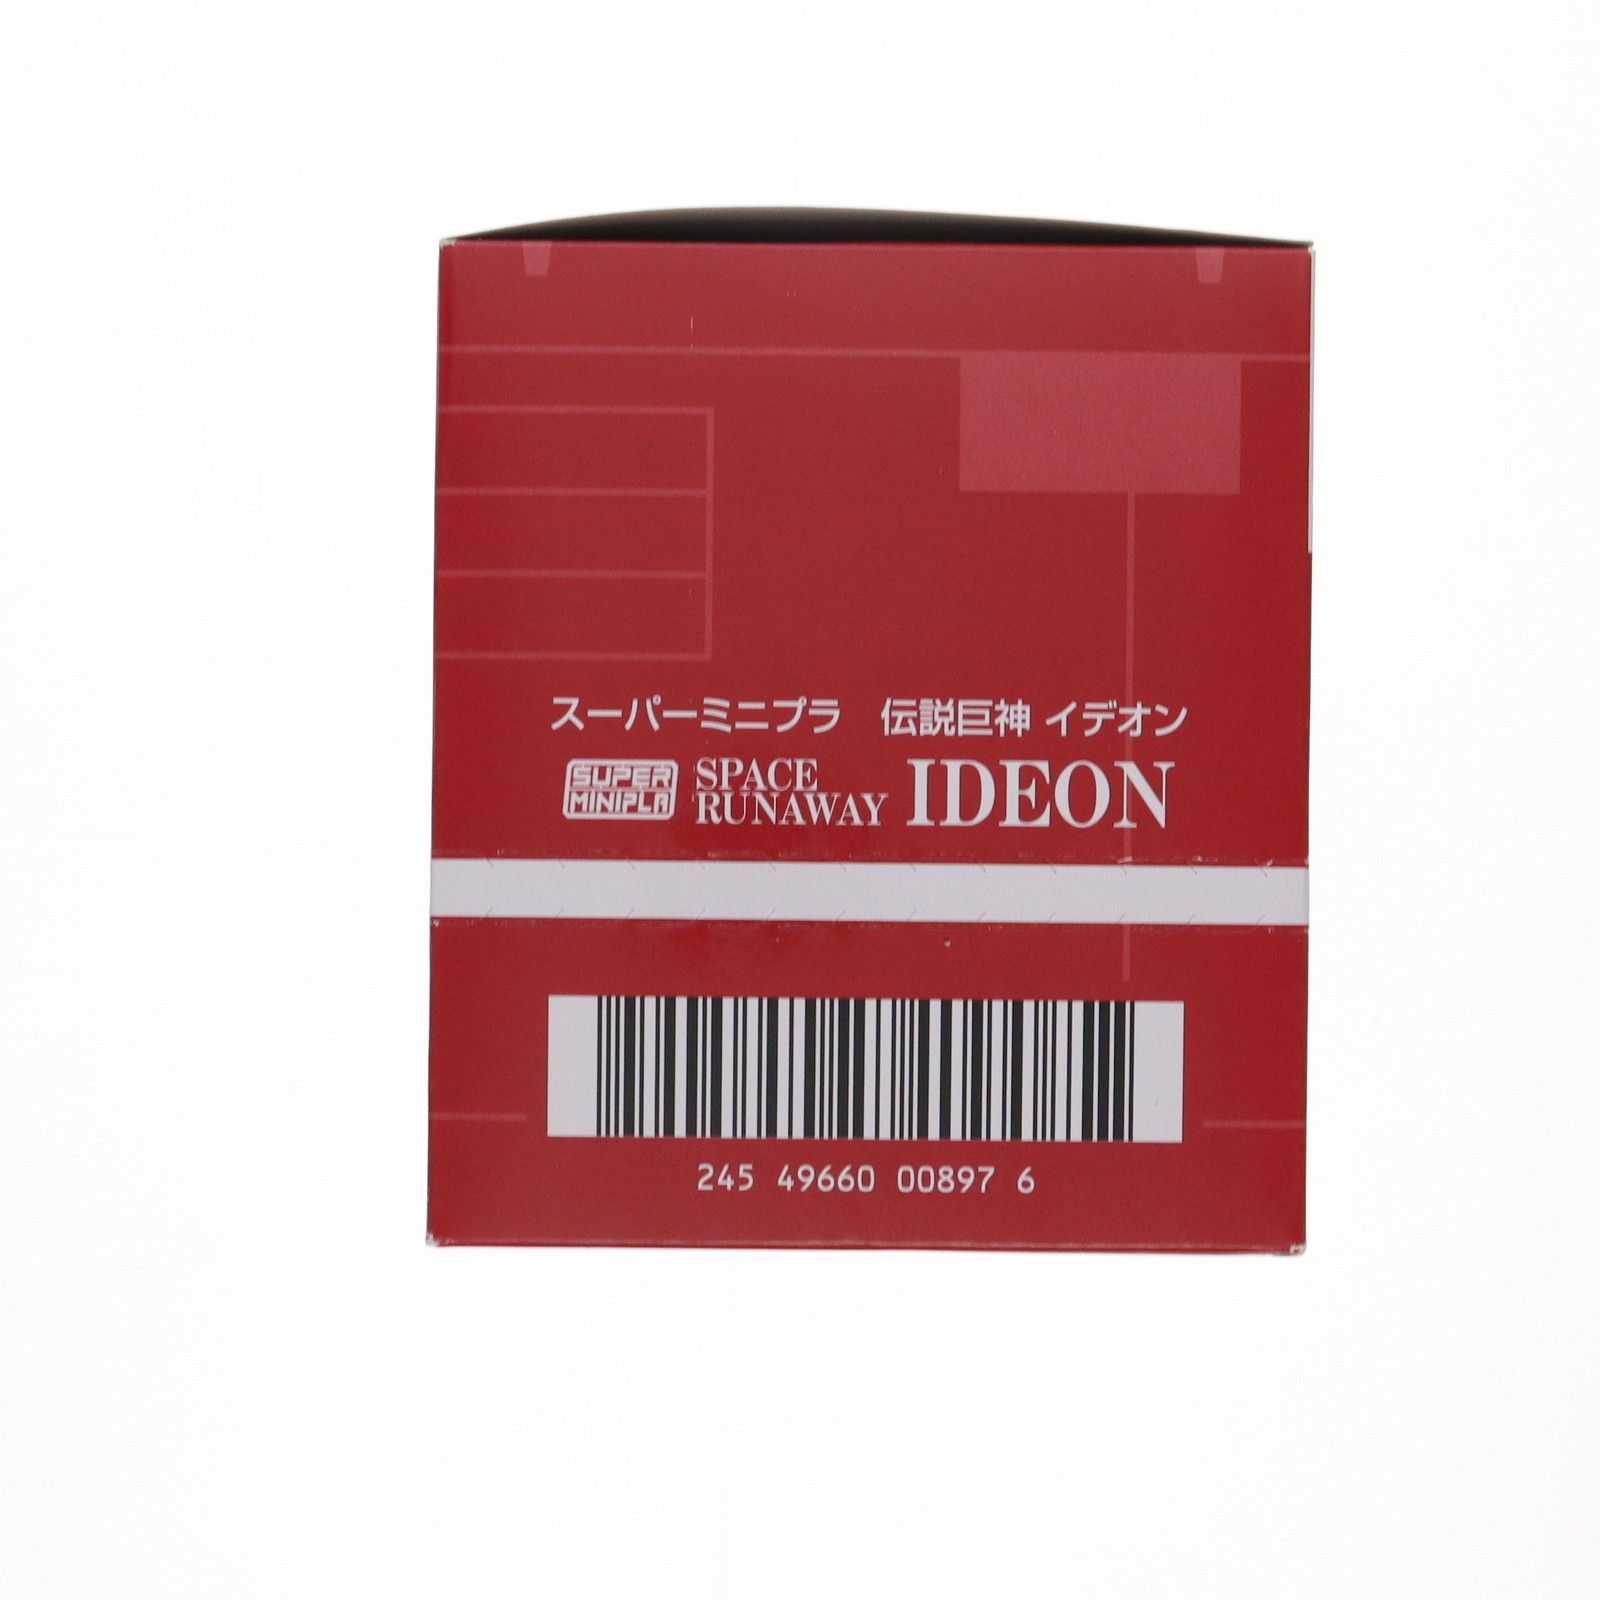 スーパーミニプラ　伝説巨神 イデオン
SUPER
MINIPLA
SPACE
RUNAWAY
IDEON
245 49660 00897 6